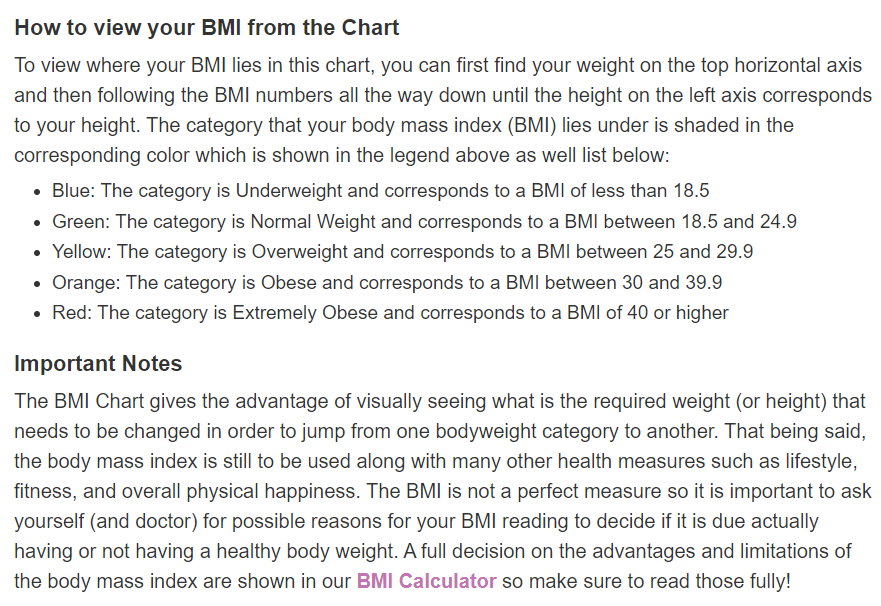 How to view your BMI from the Chart
To view where your BMI lies in this chart, you can first find your weight on the top horizontal axis
and then following the BMI numbers all the way down until the height on the left axis corresponds
to your height. The category that your body mass index (BMI) lies under is shaded in the
corresponding color which is shown in the legend above as well list below:
• Blue: The category is Underweight and corresponds to a BMI of less than 18.5
• Green: The category is Normal Weight and corresponds to a BMI between 18.5 and 24.9
• Yellow: The category is Overweight and corresponds to a BMI between 25 and 29.9
• Orange: The category is Obese and corresponds to a BMI between 30 and 39.9
• Red: The category is Extremely Obese and corresponds to a BMI of 40 or higher
Important Notes
The BMI Chart gives the advantage of visually seeing what is the required weight (or height) that
needs to be changed in order to jump from one bodyweight category to another. That being said,
the body mass index is still to be used along with many other health measures such as lifestyle,
fitness, and overall physical happiness. The BMI is not a perfect measure so it is important to ask
yourself (and doctor) for possible reasons for your BMI reading to decide if it is due actually
having or not having a healthy body weight. A full decision on the advantages and limitations of
the body mass index are shown in our BMI Calculator so make sure to read those fully!